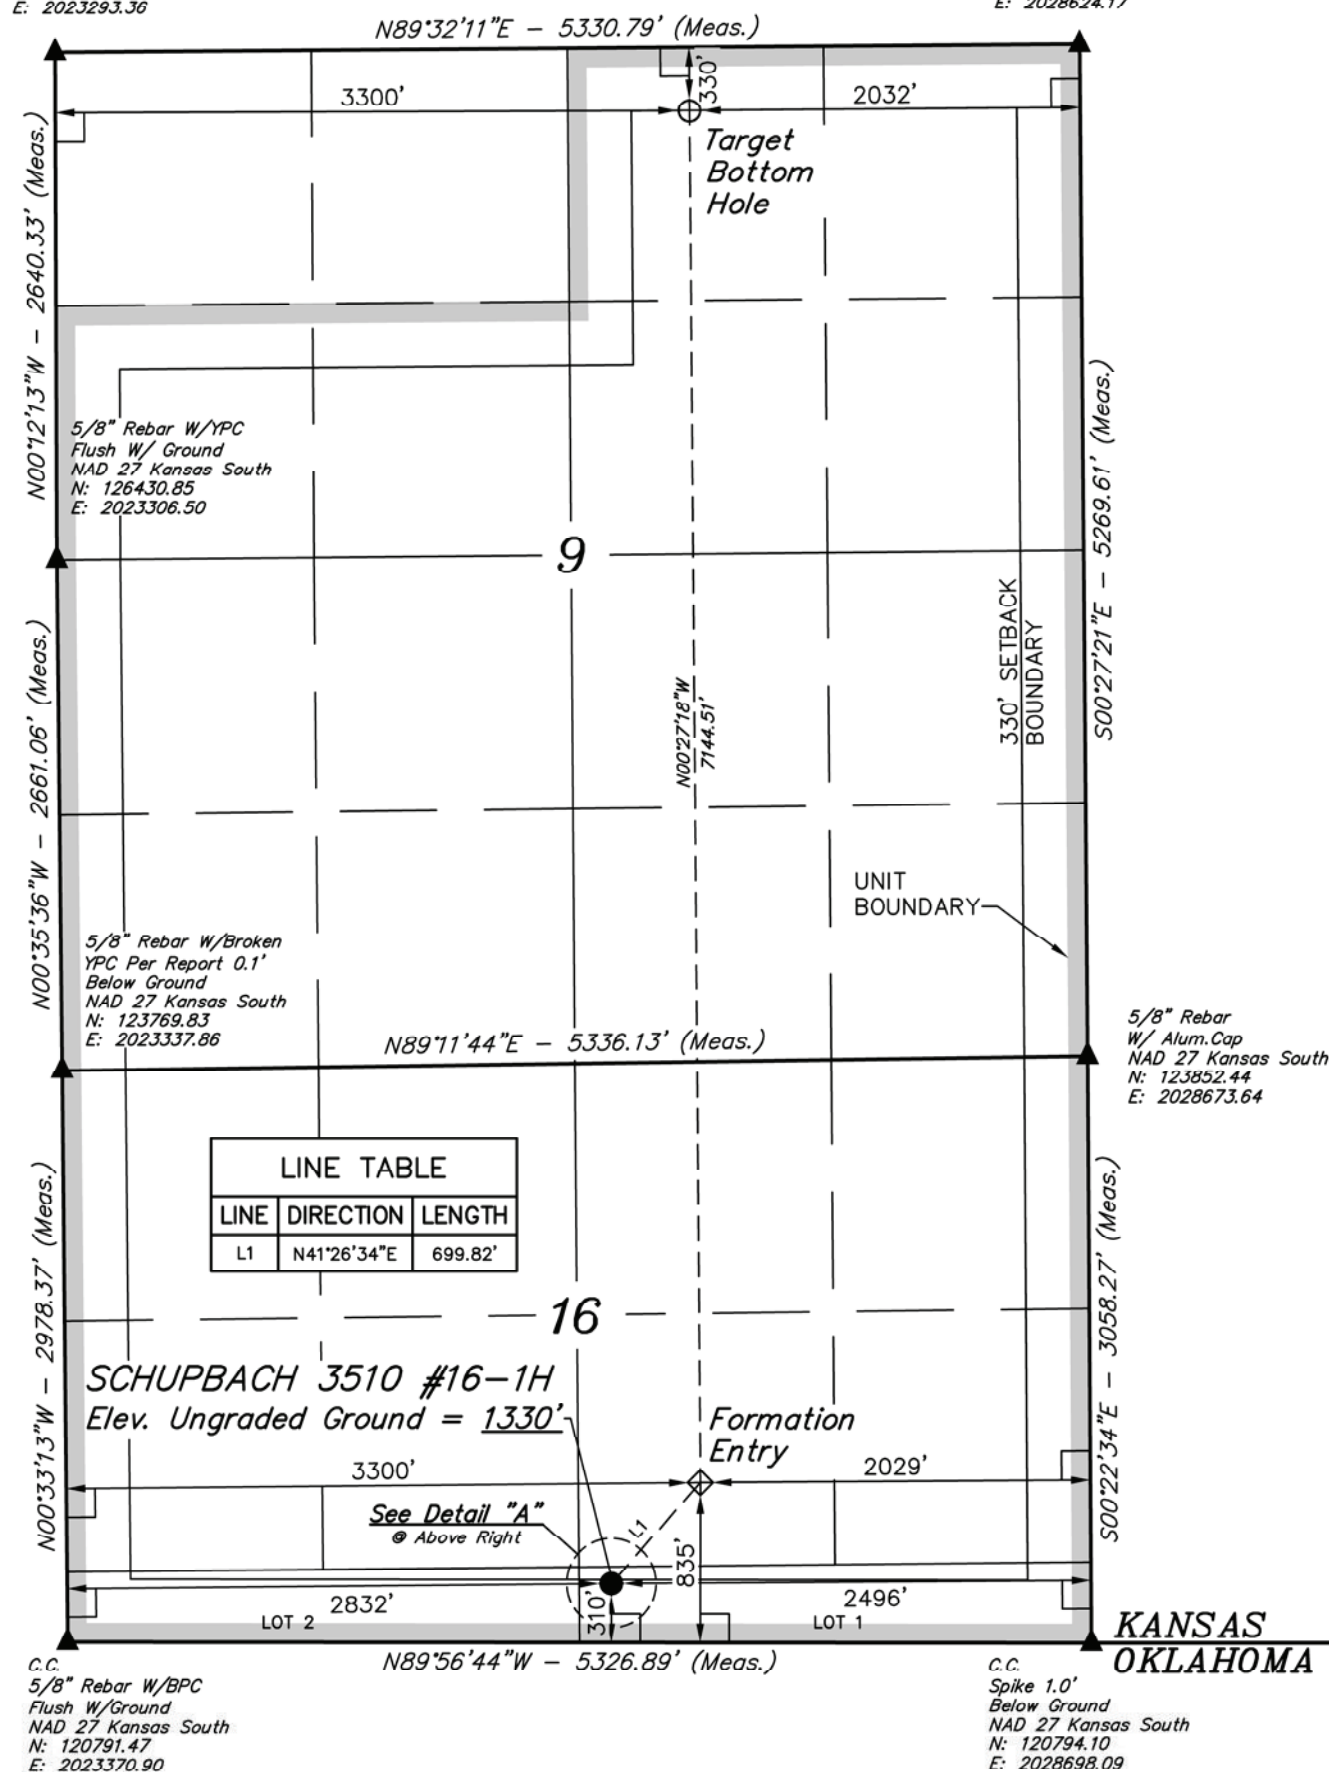 E: 2023293.36
E: 2028624.17
N89°32'11"E - 5330.79' (Meas.)
3300'
330'
2032'
Target
Bottom
Hole
N00°12'13"W - 2640.33' (Meas.)
5/8" Rebar W/YPC
Flush W/ Ground
NAD 27 Kansas South
N: 126430.85
E: 2023306.50
9
S00°27'21"E - 5269.61' (Meas.)
330' SETBACK
BOUNDARY
N00°27'18"W
7144.51'
N00°35'36"W - 2661.06' (Meas.)
UNIT
BOUNDARY
5/8" Rebar W/Broken
YPC Per Report 0.1'
Below Ground
NAD 27 Kansas South
N: 123769.83
E: 2023337.86
N89°11'44"E - 5336.13' (Meas.)
5/8" Rebar
W/ Alum.Cap
NAD 27 Kansas South
N: 123852.44
E: 2028673.64
LINE TABLE
LINE DIRECTION LENGTH
L1 N41°26'34"E 699.82'
16
N00°33'13"W - 2978.37' (Meas.)
S00°22'34"E - 3058.27' (Meas.)
SCHUPBACH 3510 #16-1H
Elev. Ungraded Ground = 1330'
Formation
Entry
3300'
2029'
See Detail "A"
@ Above Right
L1
835'
310'
2832'
2496'
LOT 2
LOT 1
KANSAS
OKLAHOMA
N89°56'44"W - 5326.89' (Meas.)
C.C.
5/8" Rebar W/BPC
Flush W/Ground
NAD 27 Kansas South
N: 120791.47
E: 2023370.90
C.C.
Spike 1.0'
Below Ground
NAD 27 Kansas South
N: 120794.10
E: 2028698.09